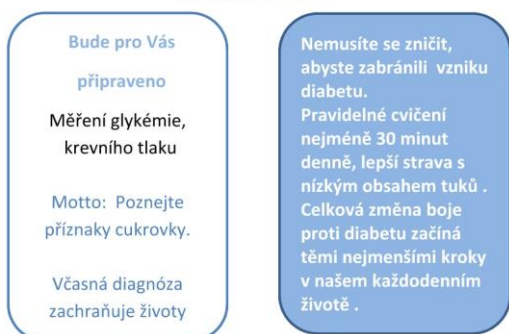 Bude pro Vás
připraveno
Měření glykémie,
krevního tlaku
Motto: Poznejte
příznaky cukrovky.
Včasná diagnóza
zachraňuje životy
Nemusíte se zničit,
abyste zabránili vzniku
diabetu.
Pravidelné cvičení
nejméně 30 minut
denně, lepší strava s
nízkým obsahem tuků .
Celková změna boje
proti diabetu začíná
těmi nejmenšími kroky
v našem každodenním
životě .